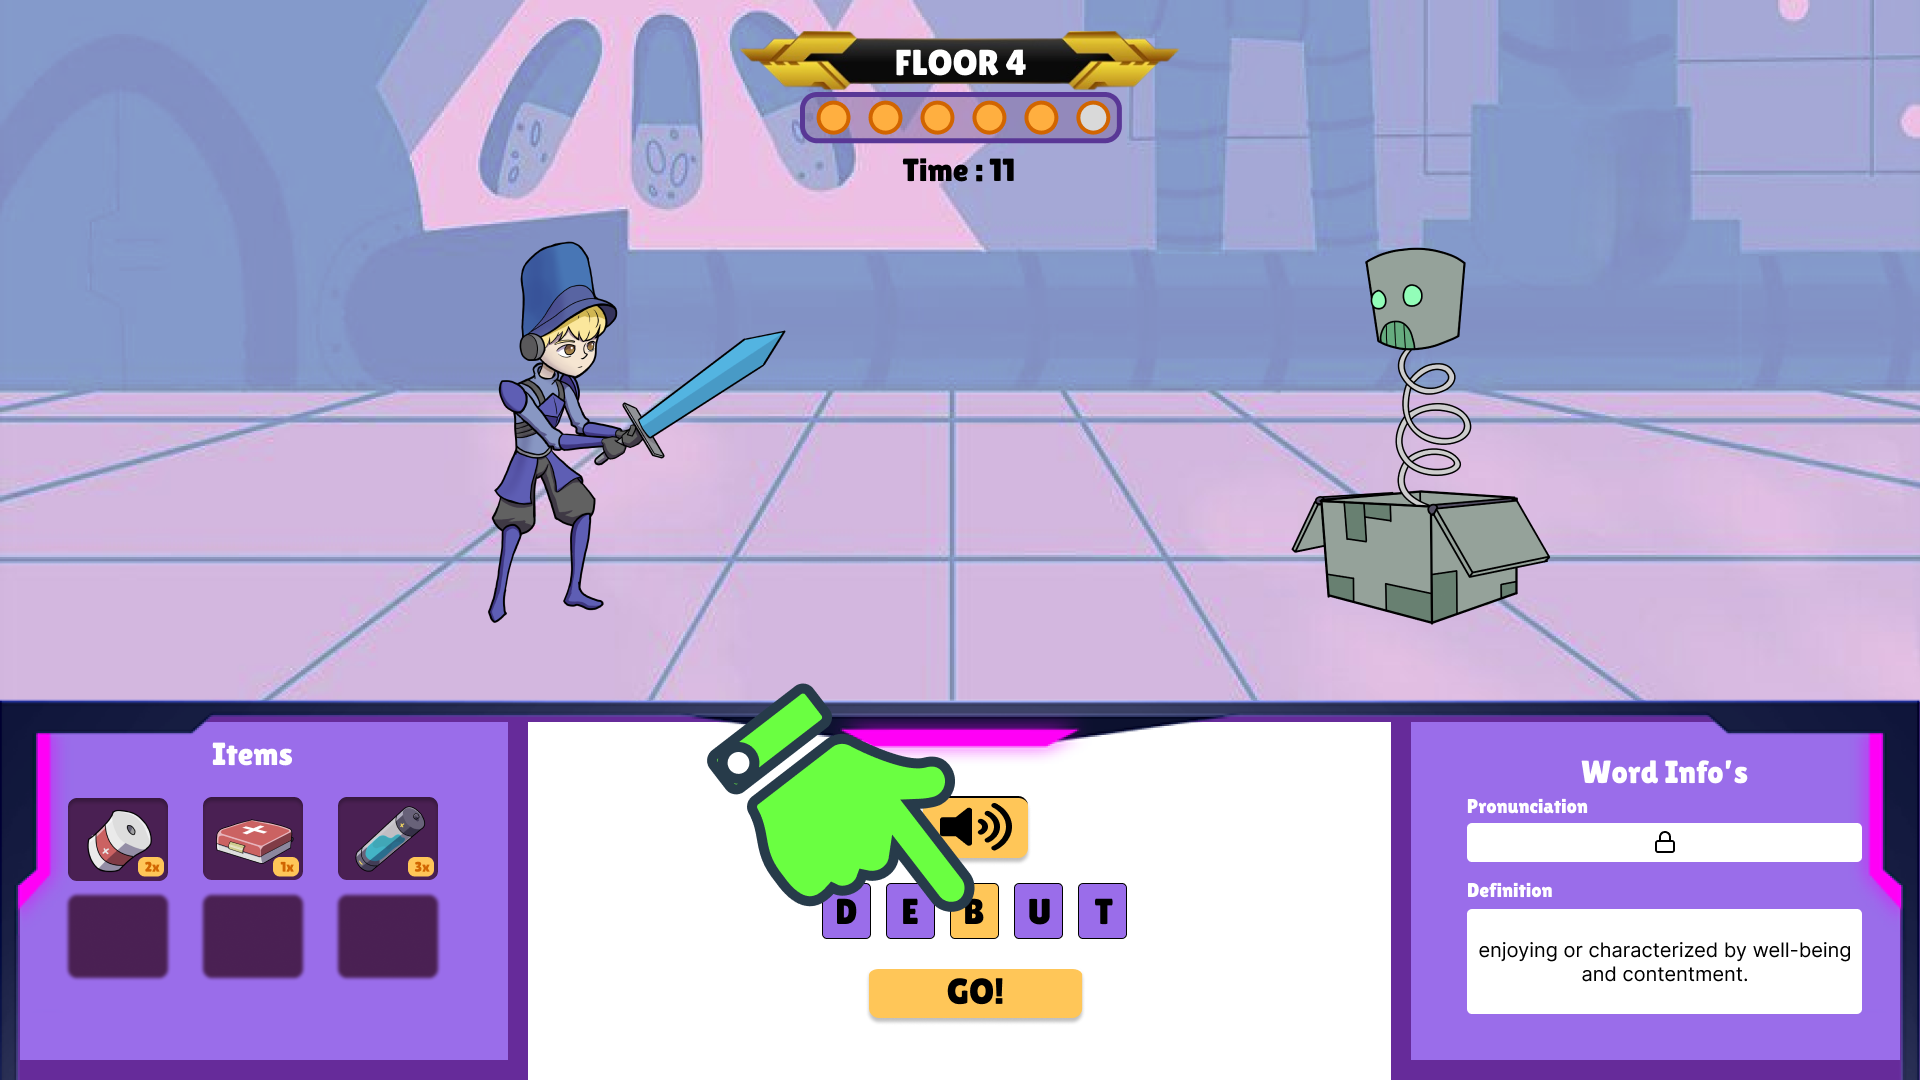 FLOOR 4
Time : 11
Items
2x
1x
3x
D E B U T
GO!
Word Info's
Pronunciation
Definition
enjoying or characterized by well-being
and contentment.